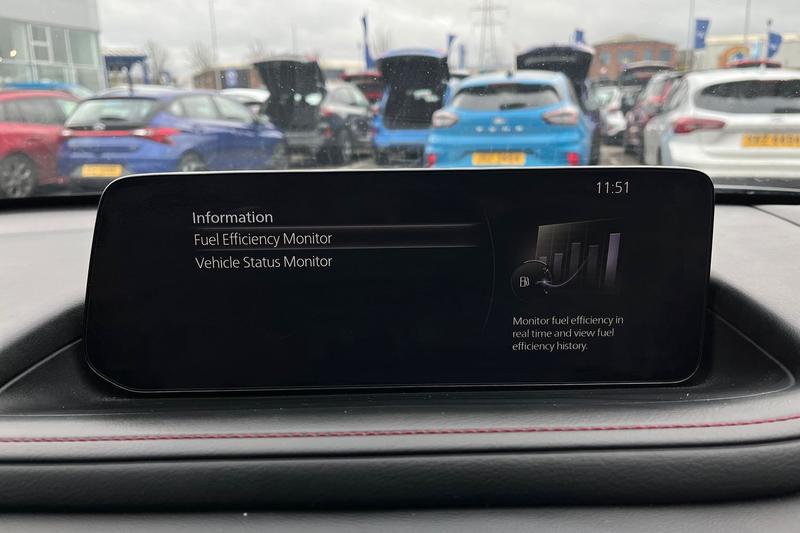 11:51
Information
Fuel Efficiency Monitor
Vehicle Status Monitor
Monitor fuel efficiency in
real time and view fuel
efficiency history.